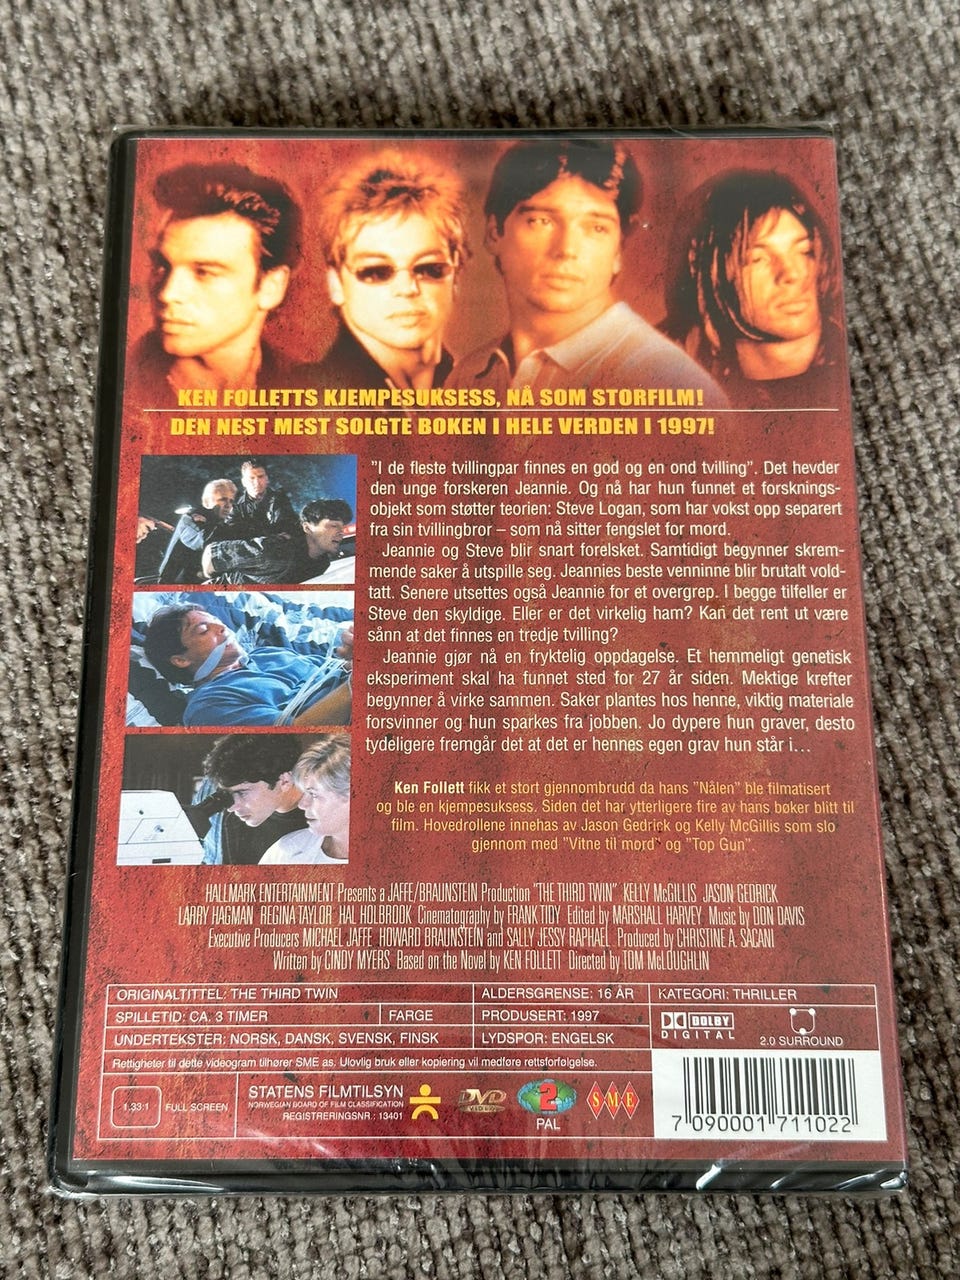 KEN FOLLETTS KJEMPESUKSESS, NÅ SOM STORFILM!
DEN NEST MEST SOLGTE BOKEN I HELE VERDEN I 1997!
"I de fleste tvillingpar finnes en god og en ond tvilling". Det hevder
den unge forskeren Jeannie. Og nå har hun funnet et forsknings-
objekt som støtter teorien: Steve Logan, som har vokst opp separert
fra sin tvillingbror – som nå sitter fengslet for mord.
Jeannie og Steve blir snart forelsket. Samtidigt begynner skrem-
mende saker å utspille seg. Jeannies beste venninne blir brutalt vold-
tatt. Senere utsettes også Jeannie for et overgrep. I begge tilfeller er
Steve den skyldige. Eller er det virkelig ham? Kan det rent ut være
sånn at det finnes en tredje tvilling?
Jeannie gjør nå en fryktelig oppdagelse. Et hemmeligt genetisk
eksperiment skal ha funnet sted for 27 år siden. Mektige krefter
begynner å virke sammen. Saker plantes hos henne, viktig materiale
forsvinner og hun sparkes fra jobben. Jo dypere hun graver, desto
tydeligere fremgår det at det er hennes egen grav hun står i...
Ken Follett fikk et stort gjennombrudd da hans "Nålen" ble filmatisert
og ble en kjempesuksess. Siden det har ytterligere fire av hans bøker blitt til
film. Hovedrollene innehas av Jason Gedrick og Kelly McGillis som slo
gjennom med "Vitne til mord" og "Top Gun".
HALLMARK ENTERTAINMENT Presents a JAFFE/BRAUNSTEIN Production "THE THIRD TWIN" KELLY McGILLIS JASON GEDRICK
LARRY HAGMAN REGINA TAYLOR HAL HOLBROOK Cinematography by FRANK TIDY Edited by MARSHALL HARVEY Music by DON DAVIS
Executive Producers MICHAEL JAFFE HOWARD BRAUNSTEIN and SALLY JESSY RAPHAEL Produced by CHRISTINE A. SACANI
Written by CINDY MYERS Based on the Novel by KEN FOLLETT Directed by TOM McLOUGHLIN
ORIGINALTITTEL: THE THIRD TWIN ALDERSGRENSE: 16 ÅR KATEGORI: THRILLER
SPILLETID: CA. 3 TIMER FARGE PRODUSERT: 1997
UNDERTEKSTER: NORSK, DANSK, SVENSK, FINSK LYDSPOR: ENGELSK
DOLBY
DIGITAL
2.0 SURROUND
Rettigheter til dette videogram tilhører SME as. Ulovlig bruk eller kopiering vil medføre rettsforfølgelse.
1.33:1 FULL SCREEN
STATENS FILMTILSYN
NORWEGIAN BOARD OF FILM CLASSIFICATION
REGISTRERINGSNR.: 13401
DVD
VIDEO
2
PAL
SME
7 090001 711022